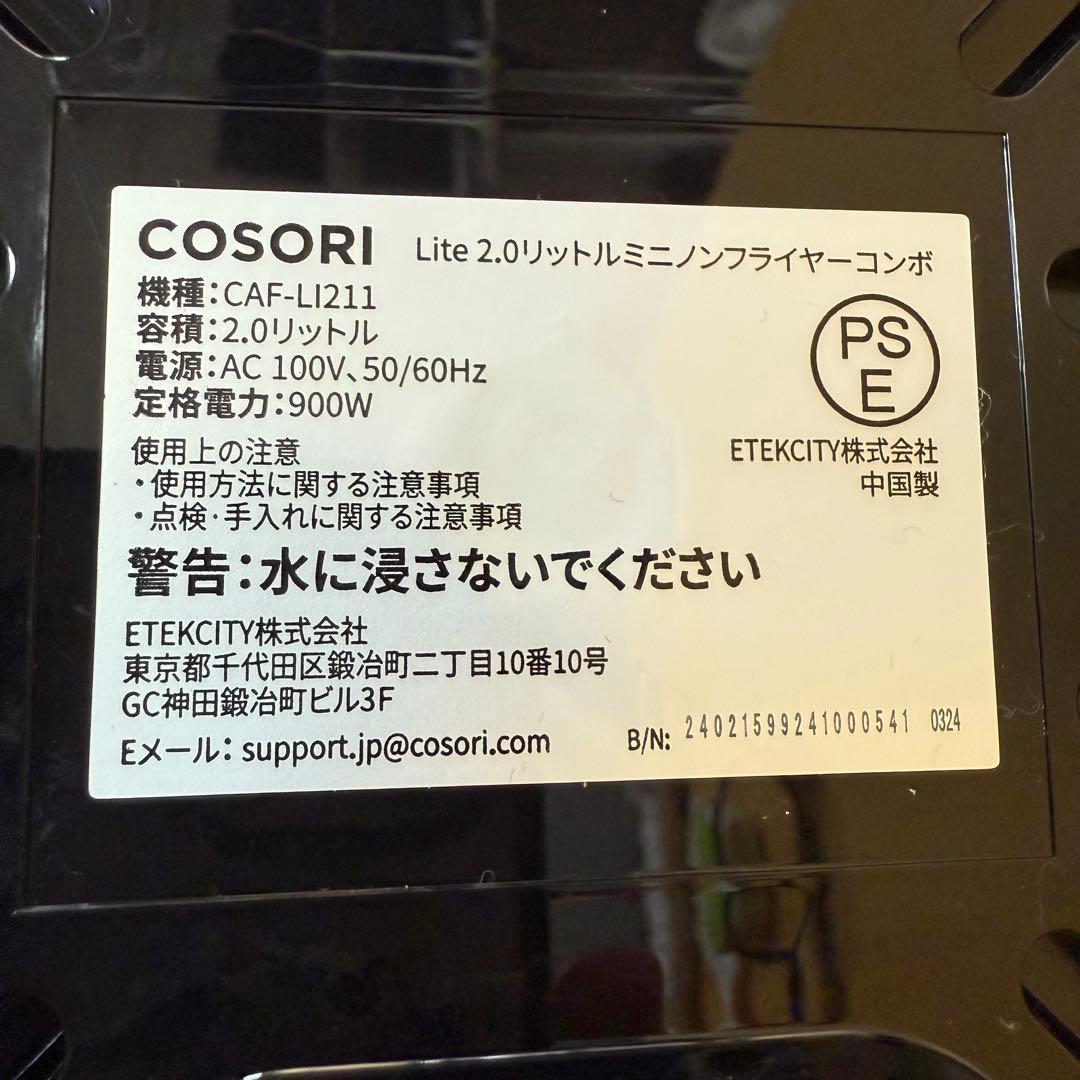 COSORI Lite 2.0リットルミニノンフライヤーコンボ
機種:CAF-LI211
容積:2.0リットル
電源:AC 100V、50/60Hz
定格電力:900W
PS
E
ETEKCITY株式会社
中国製
使用上の注意
・使用方法に関する注意事項
・点検・手入れに関する注意事項
警告:水に浸さないでください
ETEKCITY株式会社
東京都千代田区鍛冶町二丁目10番10号
GC神田鍛冶町ビル3F
Eメール: support.jp@cosori.com
B/N: 24021599241000541 0324